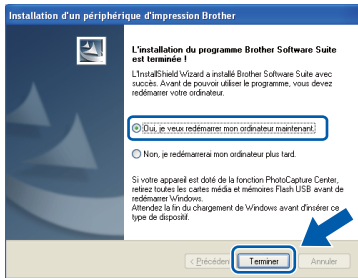 Installation d'un périphérique d'impression Brother
L'installation du programme Brother Software Suite
est terminée !
L'InstallShield Wizard a installé Brother Software Suite avec
succès. Avant de pouvoir utiliser le programme, vous devez
redémarrer votre ordinateur.
Oui, je veux redémarrer mon ordinateur maintenant.
Non, je redémarrerai mon ordinateur plus tard.
Si votre appareil est doté de la fonction PhotoCapture Center,
retirez toutes les cartes média et mémoires Flash USB avant de
redémarrer Windows.
Attendez la fin du chargement de Windows avant d'insérer ce
type de dispositif.
< Précédent Terminer Annuler